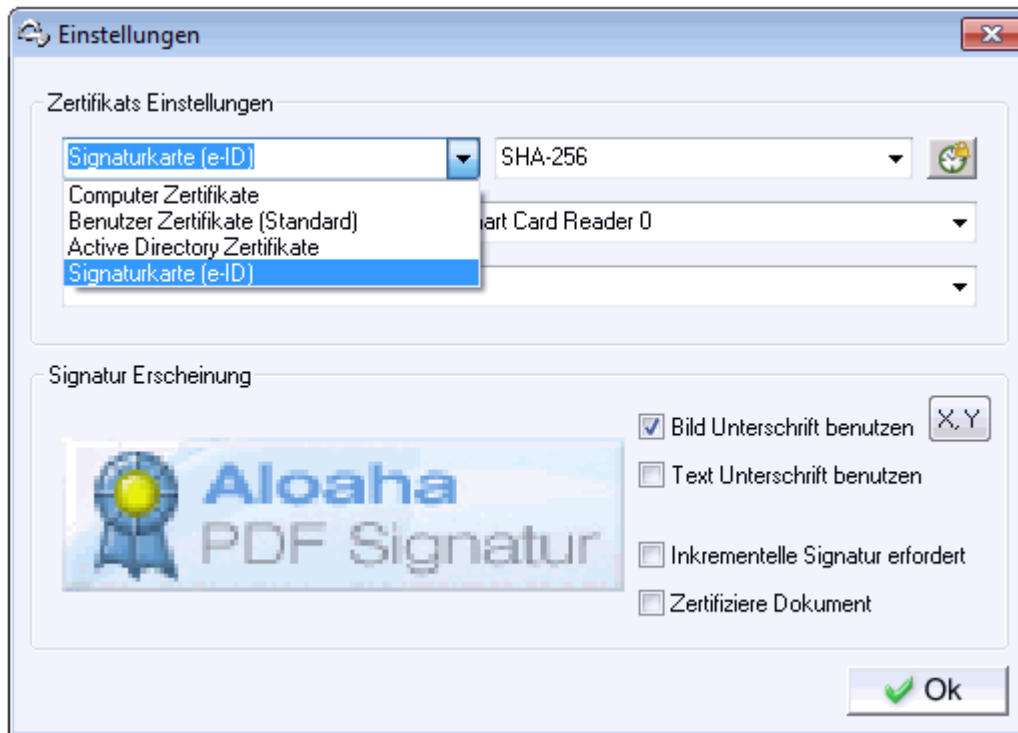 Einstellungen
Zertifikats Einstellungen
Signaturkarte (e-ID)
SHA-256
Computer Zertifikate
Benutzer Zertifikate (Standard)
Active Directory Zertifikate
Signaturkarte (e-ID)
Card Reader 0
Signatur Erscheinung
Aloaha
PDF Signatur
Bild Unterschrift benutzen
X,Y
Text Unterschrift benutzen
Inkrementelle Signatur erfordert
Zertifiziere Dokument
Ok